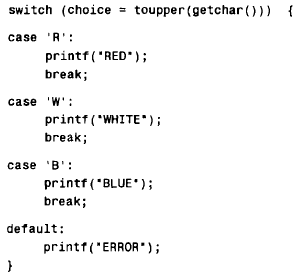 switch (choice = toupper(getchar())) {
case 'R':
printf("RED");
break;
case 'W':
printf("WHITE");
break;
case 'B':
printf("BLUE");
break;
default:
printf("ERROR");
}